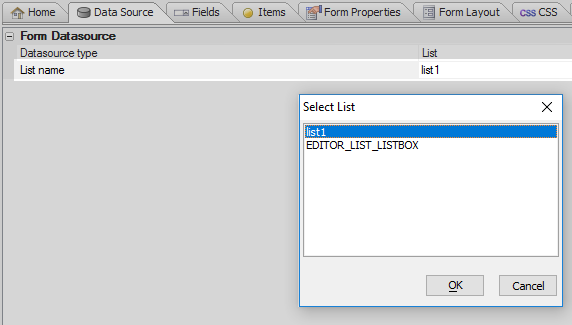 Home Data Source Fields Items Form Properties Form Layout CSS CSS
Form Datasource
Datasource type List
List name list1
Select List
list1
EDITOR_LIST_LISTBOX
OK Cancel